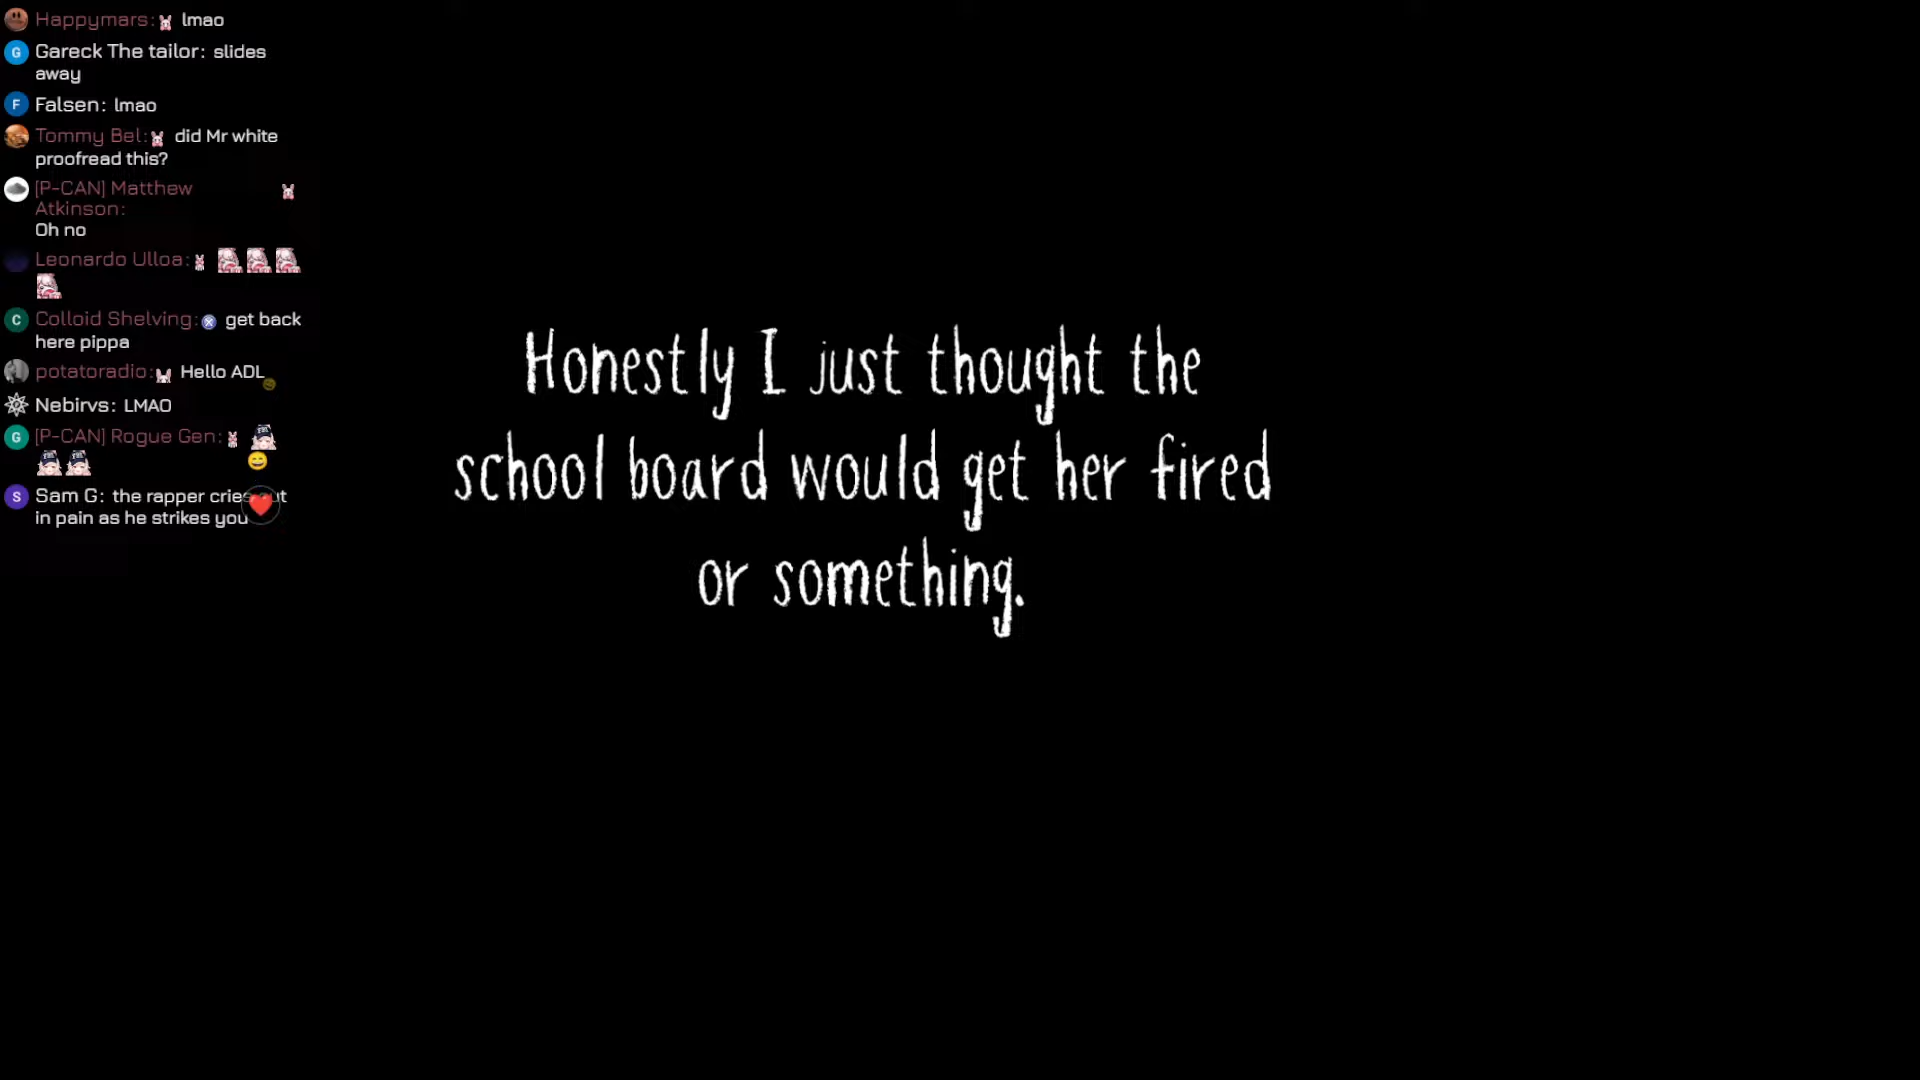 Happymars: lmao
Gareck The tailor: slides
away
Falsen: lmao
Tommy Bel: did Mr white
proofread this?
[P-CAN] Matthew
Atkinson:
Oh no
Leonardo Ulloa:
Colloid Shelving: get back
here pippa
potatoradio: Hello ADL
Nebirvs: LMAO
[P-CAN] Rogue Gen:
Sam G: the rapper cries out
in pain as he strikes you
Honestly I just thought the
school board would get her fired
or something.